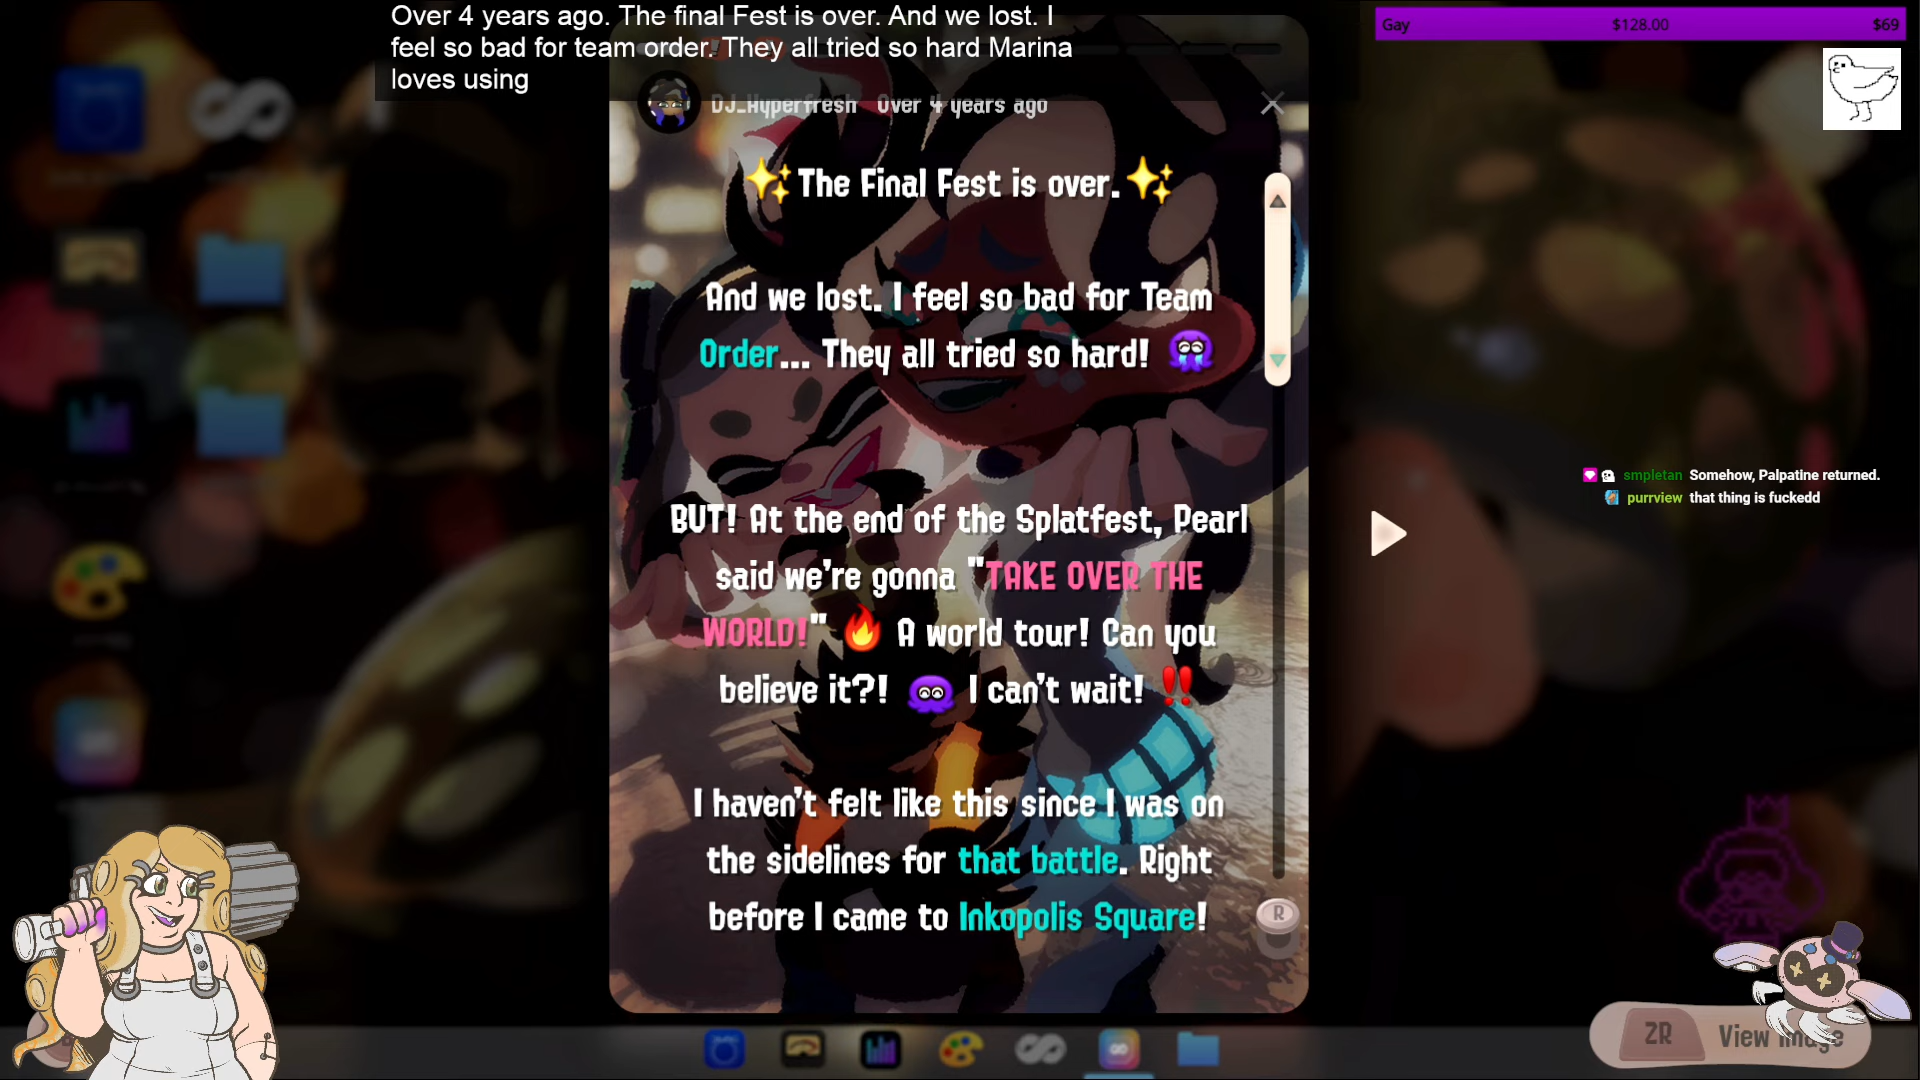 Over 4 years ago. The final Fest is over. And we lost. I
feel so bad for team order. They all tried so hard Marina
loves using
Gay $128.00 $69
DJ_Hyperfresh Over 4 years ago
✨The Final Fest is over.✨
And we lost. I feel so bad for Team
Order... They all tried so hard!
BUT! At the end of the Splatfest, Pearl
said we're gonna "TAKE OVER THE
WORLD!" 🔥 A world tour! Can you
believe it?! I can't wait! ‼
I haven't felt like this since I was on
the sidelines for that battle. Right
before I came to Inkopolis Square!
smpletan Somehow, Palpatine returned.
purrview that thing is fuckedd
R
ZR View Image